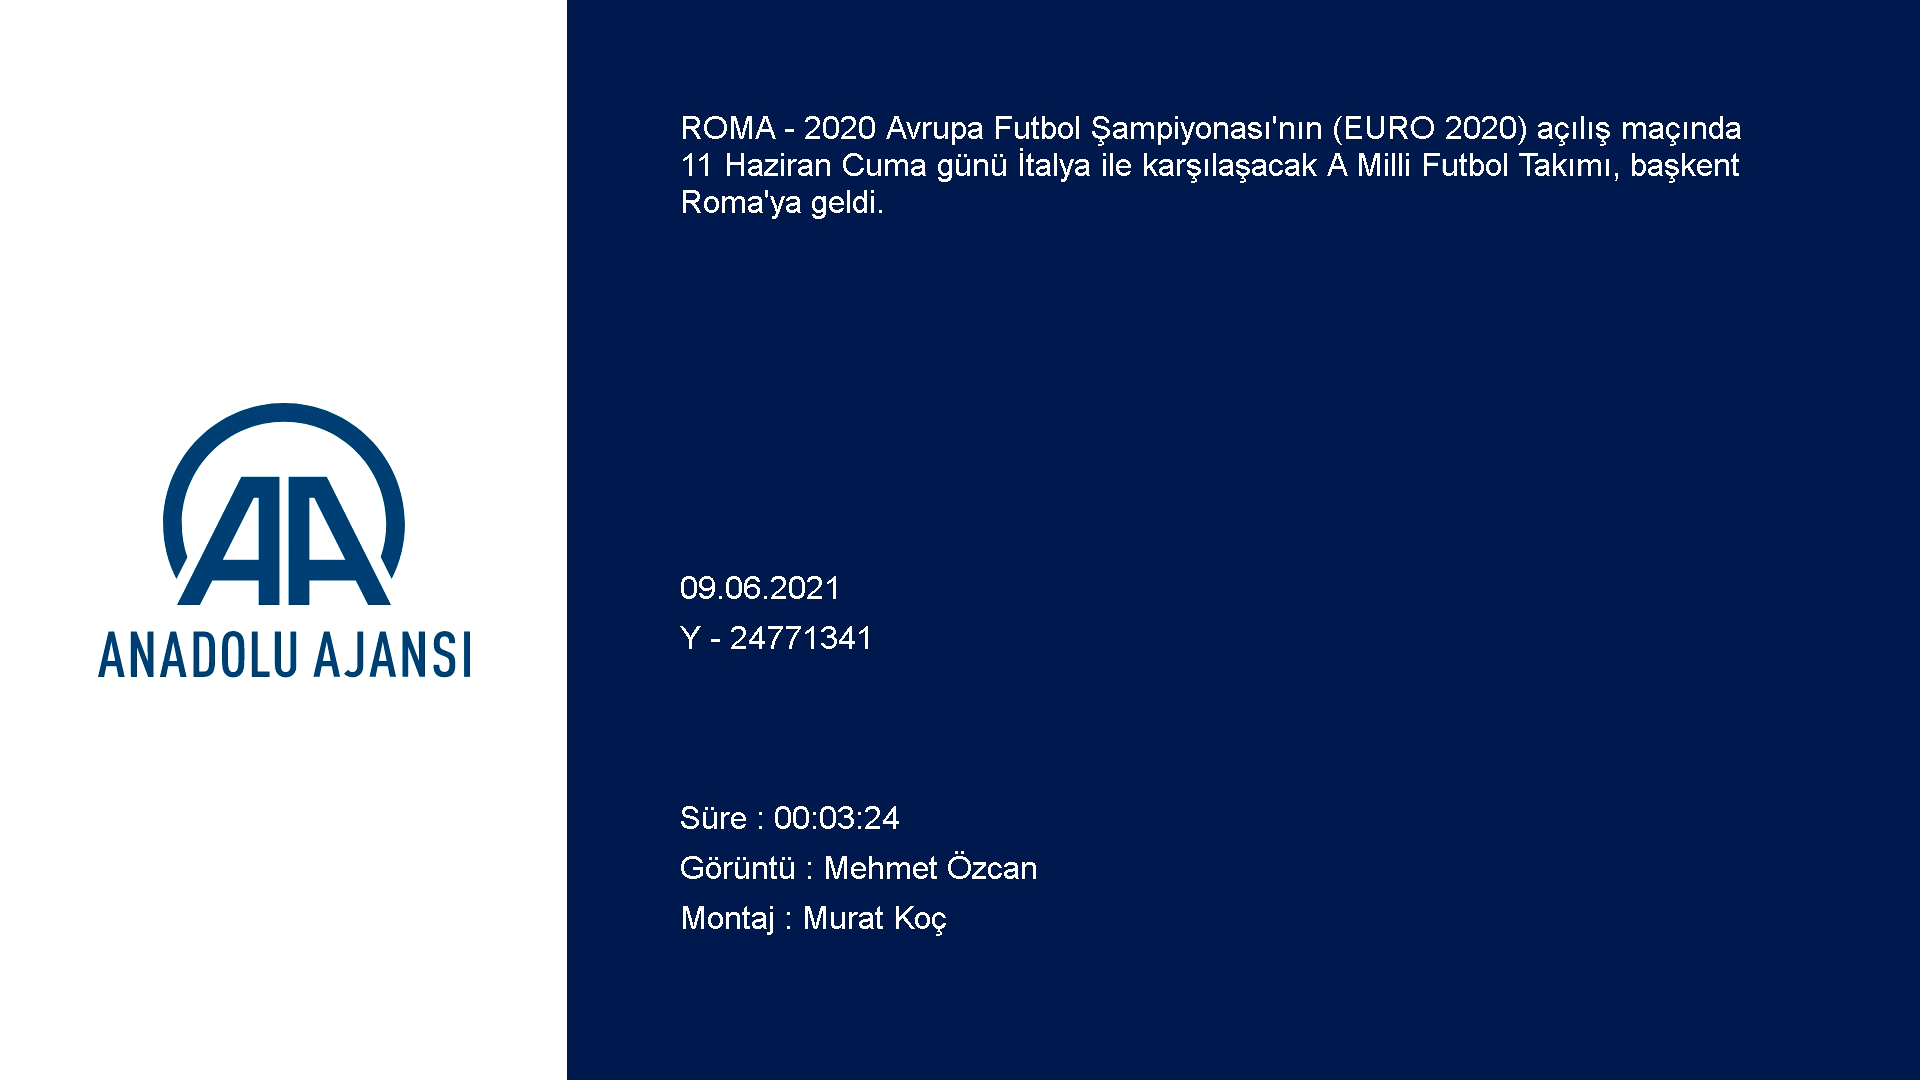 ROMA - 2020 Avrupa Futbol Şampiyonası'nın (EURO 2020) açılış maçında
11 Haziran Cuma günü İtalya ile karşılaşacak A Milli Futbol Takımı, başkent
Roma'ya geldi.
AA
ANADOLU AJANSI
09.06.2021
Y - 24771341
Süre : 00:03:24
Görüntü : Mehmet Özcan
Montaj : Murat Koç